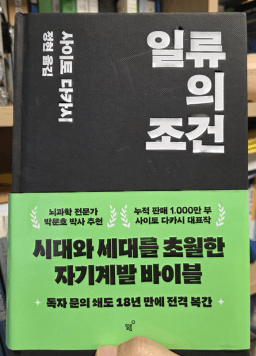 일류
의
조건
사이토 다카시
정현 옮김
뇌과학 전문가
박문호 박사 추천
누적 판매 1,000만 부
사이토 다카시 대표작
시대와 세대를 초월한
자기계발 바이블
+ 독자 문의 쇄도 18년 만에 전격 복간 +